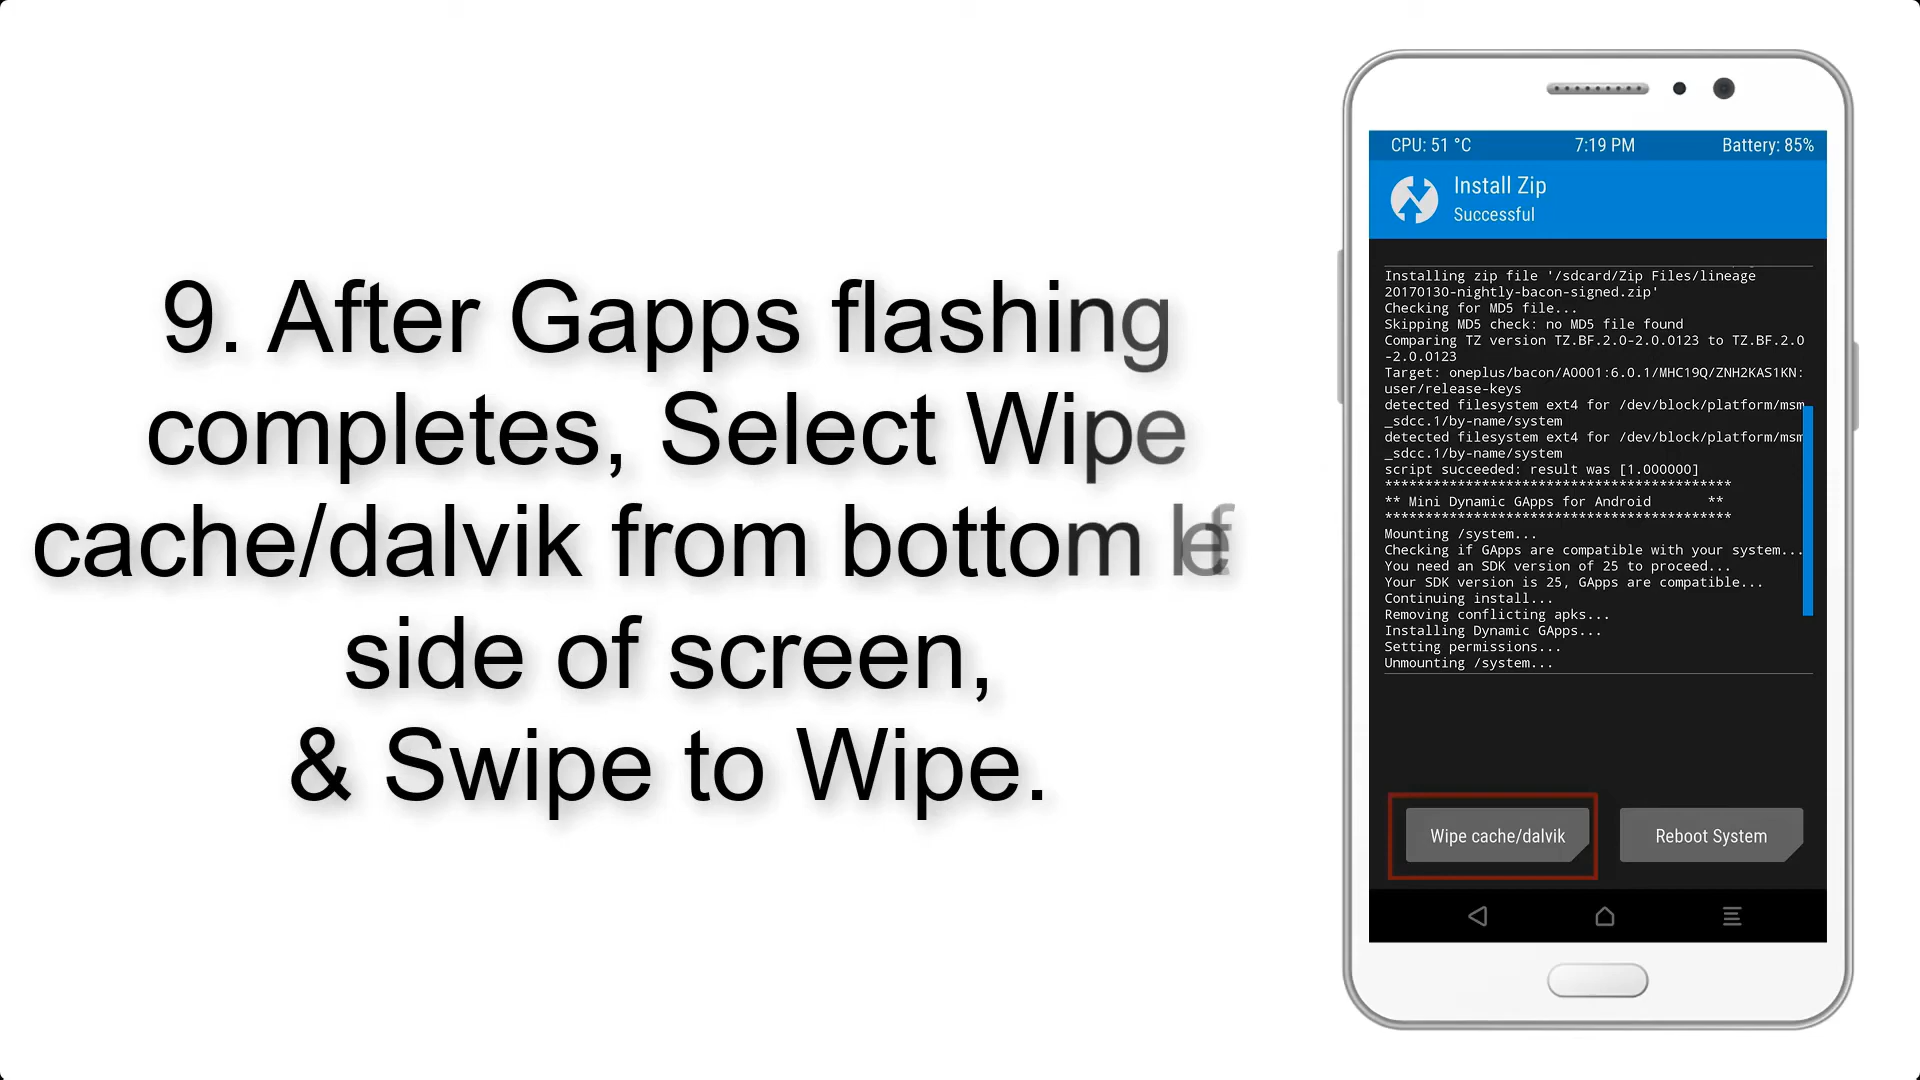 9. After Gapps flashing
completes, Select Wipe
cache/dalvik from bottom lef
side of screen,
& Swipe to Wipe.
CPU: 51 °C 7:19 PM Battery: 85%
Install Zip
Successful
Installing zip file '/sdcard/Zip Files/lineage
20170130-nightly-bacon-signed.zip'
Checking for MD5 file...
Skipping MD5 check: no MD5 file found
Comparing TZ version TZ.BF.2.0-2.0.0123 to TZ.BF.2.0
-2.0.0123
Target: oneplus/bacon/A0001:6.0.1/MHC19Q/ZNH2KAS1KN:
user/release-keys
detected filesystem ext4 for /dev/block/platform/msm
_sdcc.1/by-name/system
detected filesystem ext4 for /dev/block/platform/msm
_sdcc.1/by-name/system
script succeeded: result was [1.000000]
*******************************************
** Mini Dynamic GApps for Android       **
*******************************************
Mounting /system...
Checking if GApps are compatible with your system...
You need an SDK version of 25 to proceed...
Your SDK version is 25, GApps are compatible...
Continuing install...
Removing conflicting apks...
Installing Dynamic GApps...
Setting permissions...
Unmounting /system...
Wipe cache/dalvik Reboot System